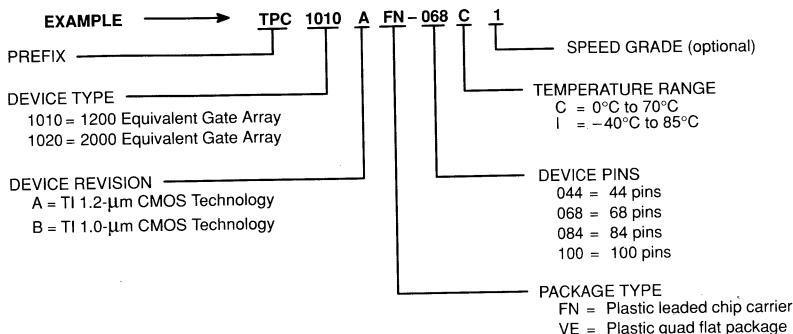 EXAMPLE TPC 1010 A FN – 068 C 1
PREFIX
SPEED GRADE (optional)
DEVICE TYPE
1010 = 1200 Equivalent Gate Array
1020 = 2000 Equivalent Gate Array
TEMPERATURE RANGE
C = 0°C to 70°C
I = –40°C to 85°C
DEVICE REVISION
A = TI 1.2-µm CMOS Technology
B = TI 1.0-µm CMOS Technology
DEVICE PINS
044 = 44 pins
068 = 68 pins
084 = 84 pins
100 = 100 pins
PACKAGE TYPE
FN = Plastic leaded chip carrier
VE = Plastic quad flat package